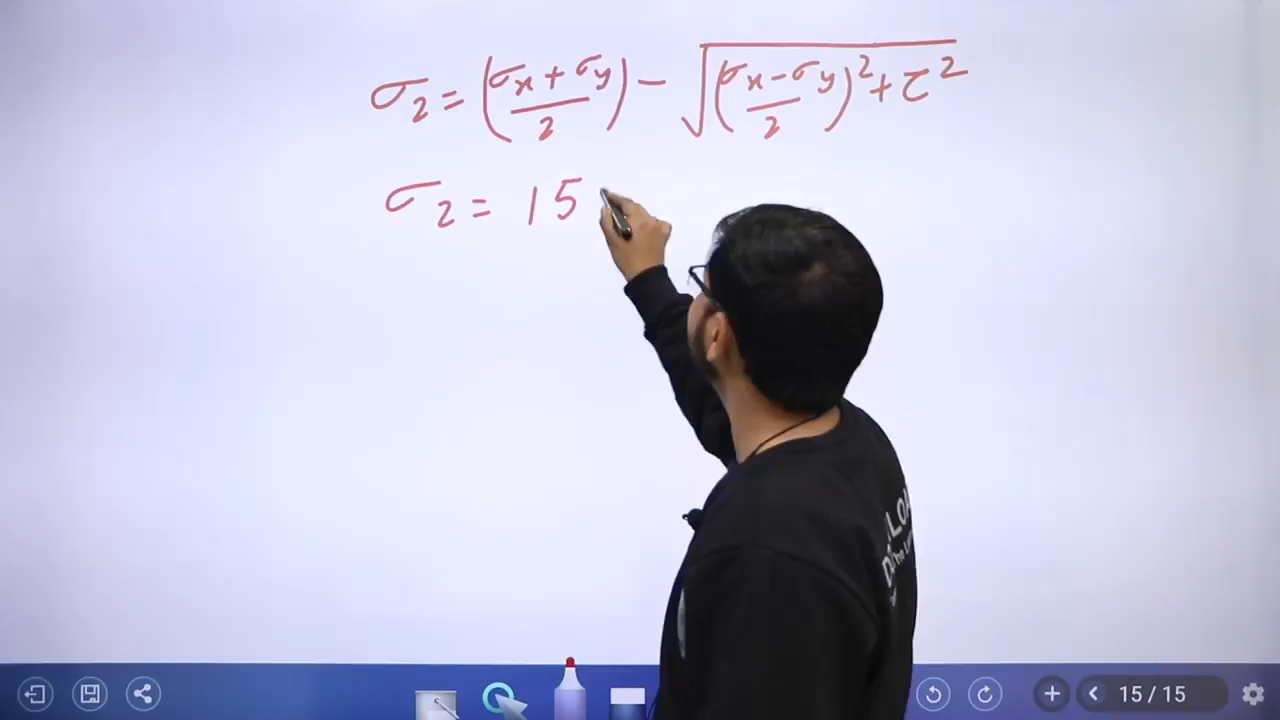 σ₂ = (σx + σy / 2) − √((σx − σy / 2)² + τ²)
σ₂ = 15
15 / 15